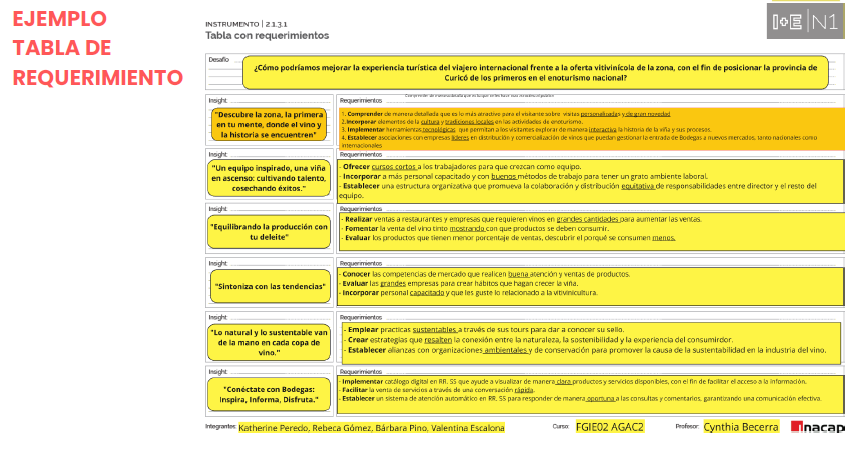 EJEMPLO
TABLA DE
REQUERIMIENTO
INSTRUMENTO | 2.1.3.1
Tabla con requerimientos
I+E N1
Desafío
¿Cómo podríamos mejorar la experiencia turística del viajero internacional frente a la oferta vitivinícola de la zona, con el fin de posicionar la provincia de
Curicó de los primeros en el enoturismo nacional?
Insight:
"Descubre la zona, la primera
en tu mente, donde el vino y
la historia se encuentren"
Requerimientos
1. Comprender de manera detallada que es lo más atractivo para el visitante sobre visitas personalizadas y de gran novedad
2.Incorporar elementos de la cultura y tradiciones locales en las actividades de enoturismo.
3. Implementar herramientas tecnológicas que permitan a los visitantes explorar de manera interactiva la historia de la viña y sus procesos.
4. Establecer asociaciones con empresas líderes en distribución y comercialización de vinos que puedan gestionar la entrada de Bodegas a nuevos mercados, tanto nacionales como
internacionales
Insight:
"Un equipo inspirado, una viña
en ascenso: cultivando talento,
cosechando éxitos."
Requerimientos
- Ofrecer cursos cortos a los trabajadores para que crezcan como equipo.
- Incorporar a más personal capacitado y con buenos métodos de trabajo para tener un grato ambiente laboral.
- Establecer una estructura organizativa que promueva la colaboración y distribución equitativa de responsabilidades entre director y el resto del
equipo.
Insight:
"Equilibrando la producción con
tu deleite"
Requerimientos
- Realizar ventas a restaurantes y empresas que requieren vinos en grandes cantidades para aumentar las ventas.
- Fomentar la venta del vino tinto mostrando con que productos se deben consumir.
- Evaluar los productos que tienen menor porcentaje de ventas, descubrir el porqué se consumen menos.
Insight:
"Sintoniza con las tendencias"
Requerimientos
- Conocer las competencias de mercado que realicen buena atención y ventas de productos.
- Evaluar las grandes empresas para crear hábitos que hagan crecer la viña.
- Incorporar personal capacitado y que les guste lo relacionado a la vitivinicultura.
Insight:
"Lo natural y lo sustentable van
de la mano en cada copa de
vino."
Requerimientos
- Emplear practicas sustentables a través de sus tours para dar a conocer su sello.
- Crear estrategias que resalten la conexión entre la naturaleza, la sostenibilidad y la experiencia del consumirdor.
- Establecer alianzas con organizaciones ambientales y de conservación para promover la causa de la sustentabilidad en la industria del vino.
Insight:
"Conéctate con Bodegas:
Inspira, Informa, Disfruta."
Requerimientos
- Implementar catálogo digital en RR. SS que ayude a visualizar de manera clara productos y servicios disponibles, con el fin de facilitar el acceso a la información.
- Facilitar la venta de servicios a través de una conversación rápida.
- Establecer un sistema de atención automático en RR. SS para responder de manera oportuna a las consultas y comentarios, garantizando una comunicación efectiva.
Integrantes: Katherine Peredo, Rebeca Gómez, Bárbara Pino, Valentina Escalona
Curso: FGIE02 AGAC2
Profesor: Cynthia Becerra
inacap